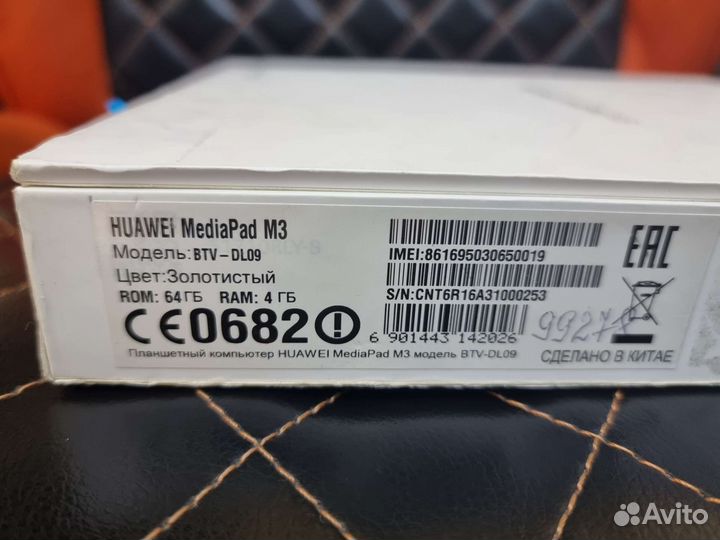 HUAWEI MediaPad M3
Модель: BTV-DL09
Цвет:Золотистый
ROM: 64 ГБ RAM: 4 ГБ
CE0682
IMEI:861695030650019
S/N:CNT6R16A31000253
6 901443 142026
EAC
СДЕЛАНО В КИТАЕ
Планшетный компьютер HUAWEI MediaPad M3 модель BTV-DL09
Avito